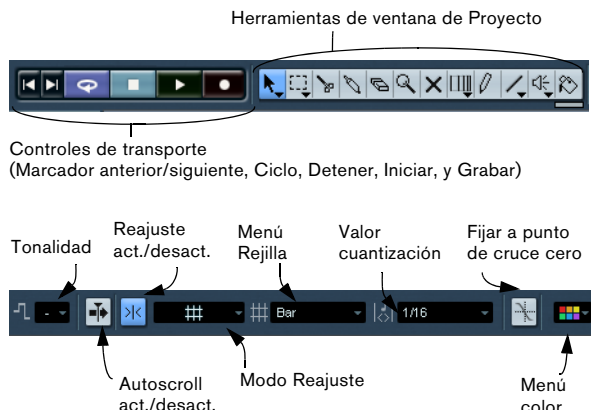 Herramientas de ventana de Proyecto
Controles de transporte
(Marcador anterior/siguiente, Ciclo, Detener, Iniciar, y Grabar)
Tonalidad
Reajuste
act./desact.
Menú
Rejilla
Valor
cuantización
Fijar a punto
de cruce cero
-
Bar
1/16
Autoscroll
act./desact.
Modo Reajuste
Menú
color